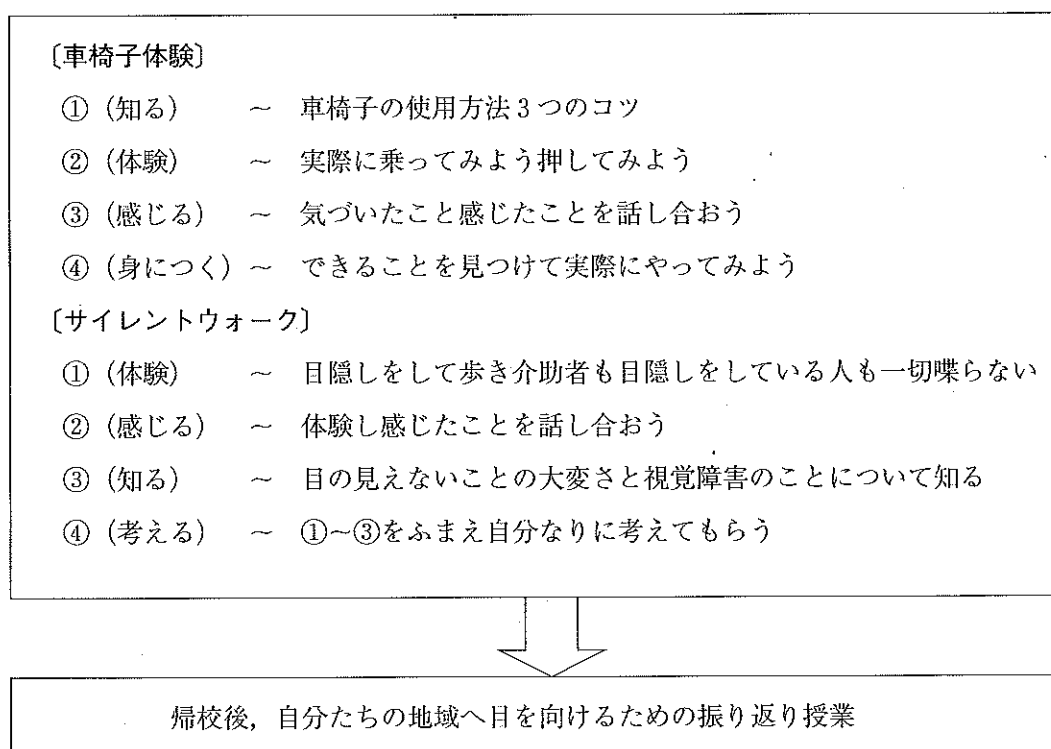 〔車椅子体験〕
①（知る）　～　車椅子の使用方法３つのコツ
②（体験）　～　実際に乗ってみよう押してみよう
③（感じる）　～　気づいたこと感じたことを話し合おう
④（身につく）～　できることを見つけて実際にやってみよう
〔サイレントウォーク〕
①（体験）　～　目隠しをして歩き介助者も目隠しをしている人も一切喋らない
②（感じる）　～　体験し感じたことを話し合おう
③（知る）　～　目の見えないことの大変さと視覚障害のことについて知る
④（考える）　～　①～③をふまえ自分なりに考えてもらう
帰校後，自分たちの地域へ目を向けるための振り返り授業